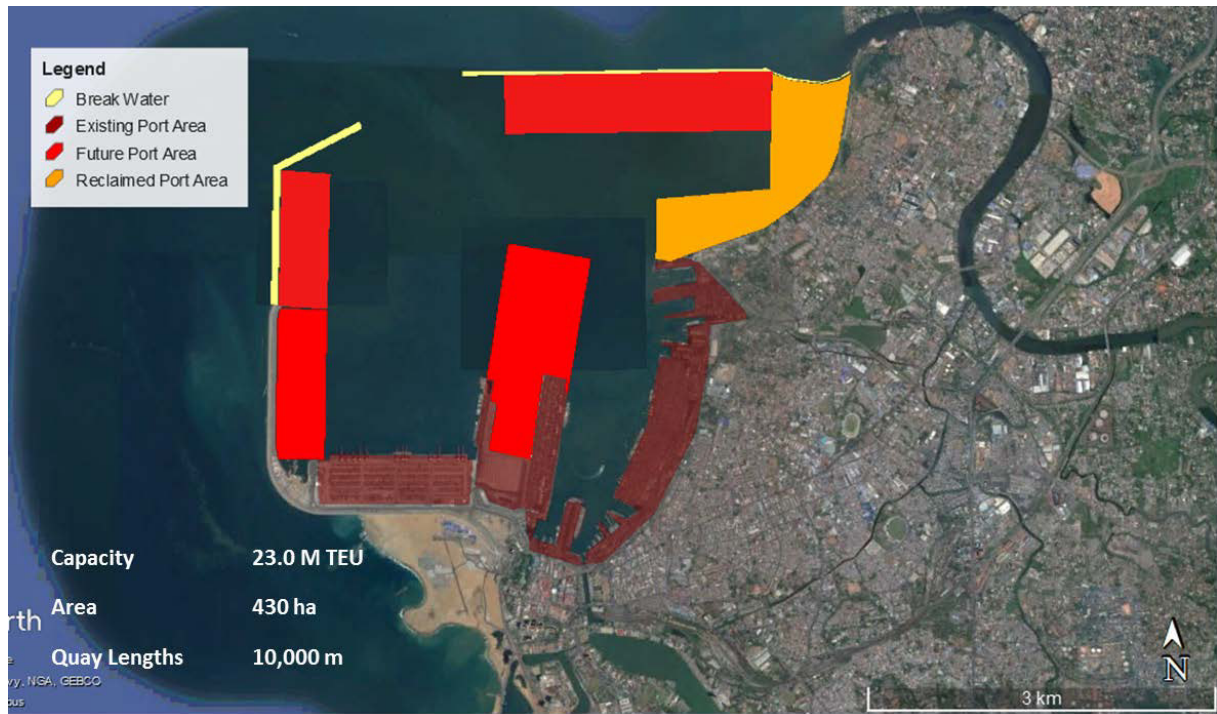 Legend
Break Water
Existing Port Area
Future Port Area
Reclaimed Port Area
Capacity 23.0 M TEU
Area 430 ha
Quay Lengths 10,000 m
rth
vy, NGA, GEBCO
N
3 km